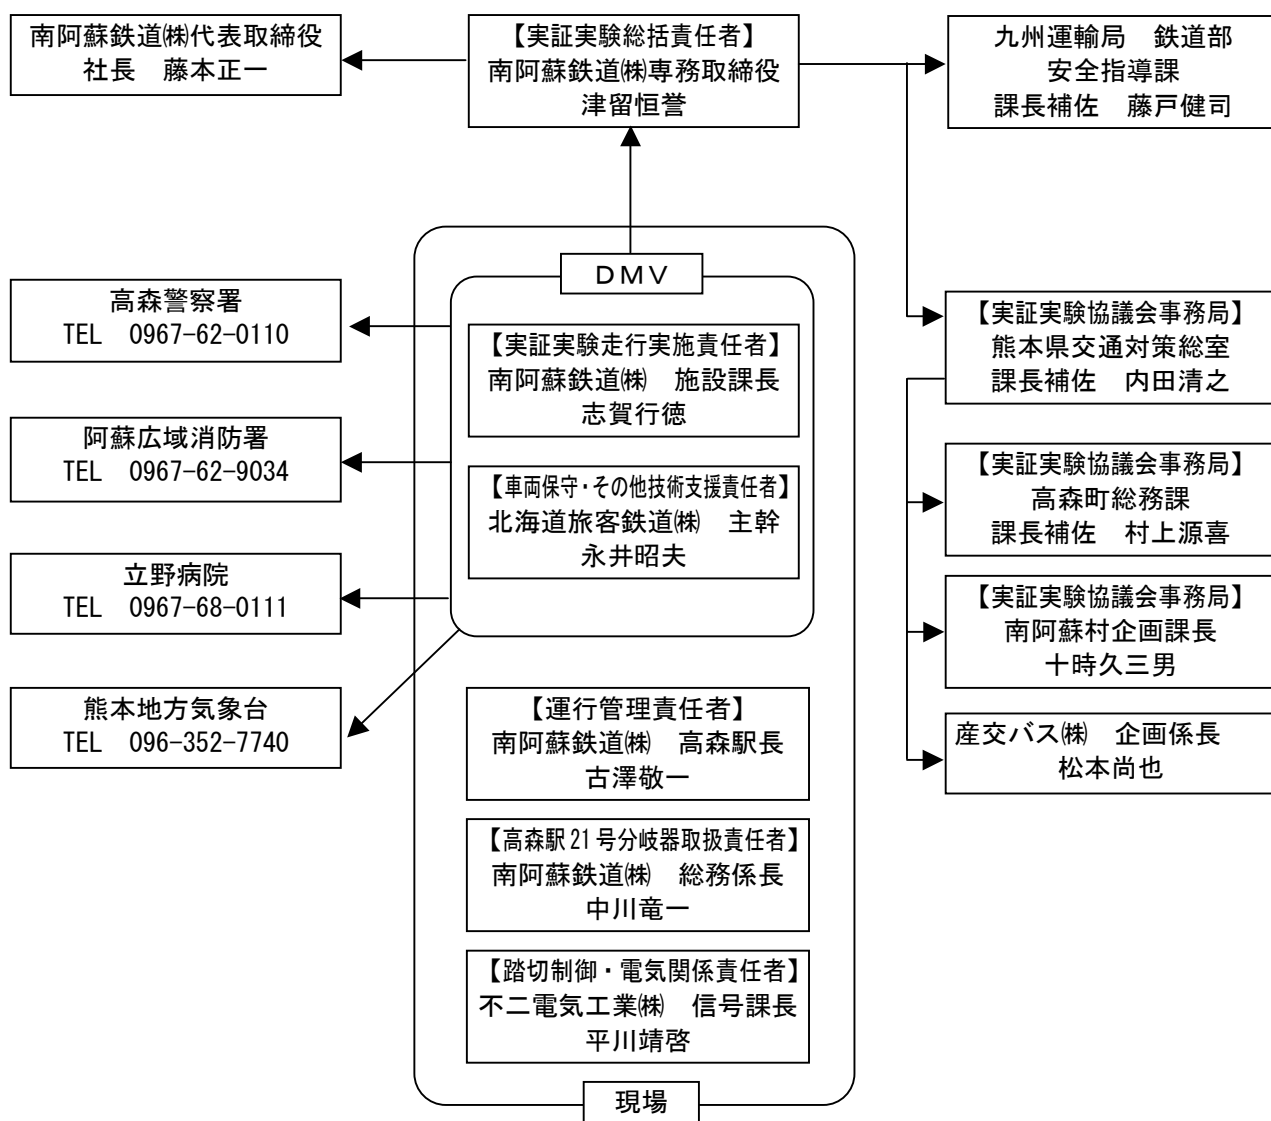 南阿蘇鉄道㈱代表取締役
社長　藤本正一
【実証実験総括責任者】
南阿蘇鉄道㈱専務取締役
津留恒誉
九州運輸局　鉄道部
安全指導課
課長補佐　藤戸健司
DMV
【実証実験走行実施責任者】
南阿蘇鉄道㈱　施設課長
志賀行徳
【車両保守・その他技術支援責任者】
北海道旅客鉄道㈱　主幹
永井昭夫
高森警察署
TEL　0967-62-0110
阿蘇広域消防署
TEL　0967-62-9034
立野病院
TEL　0967-68-0111
熊本地方気象台
TEL　096-352-7740
【運行管理責任者】
南阿蘇鉄道㈱　高森駅長
古澤敬一
【高森駅21号分岐器取扱責任者】
南阿蘇鉄道㈱　総務係長
中川竜一
【踏切制御・電気関係責任者】
不二電気工業㈱　信号課長
平川靖啓
現場
【実証実験協議会事務局】
熊本県交通対策総室
課長補佐　内田清之
【実証実験協議会事務局】
高森町総務課
課長補佐　村上源喜
【実証実験協議会事務局】
南阿蘇村企画課長
十時久三男
産交バス㈱　企画係長
松本尚也